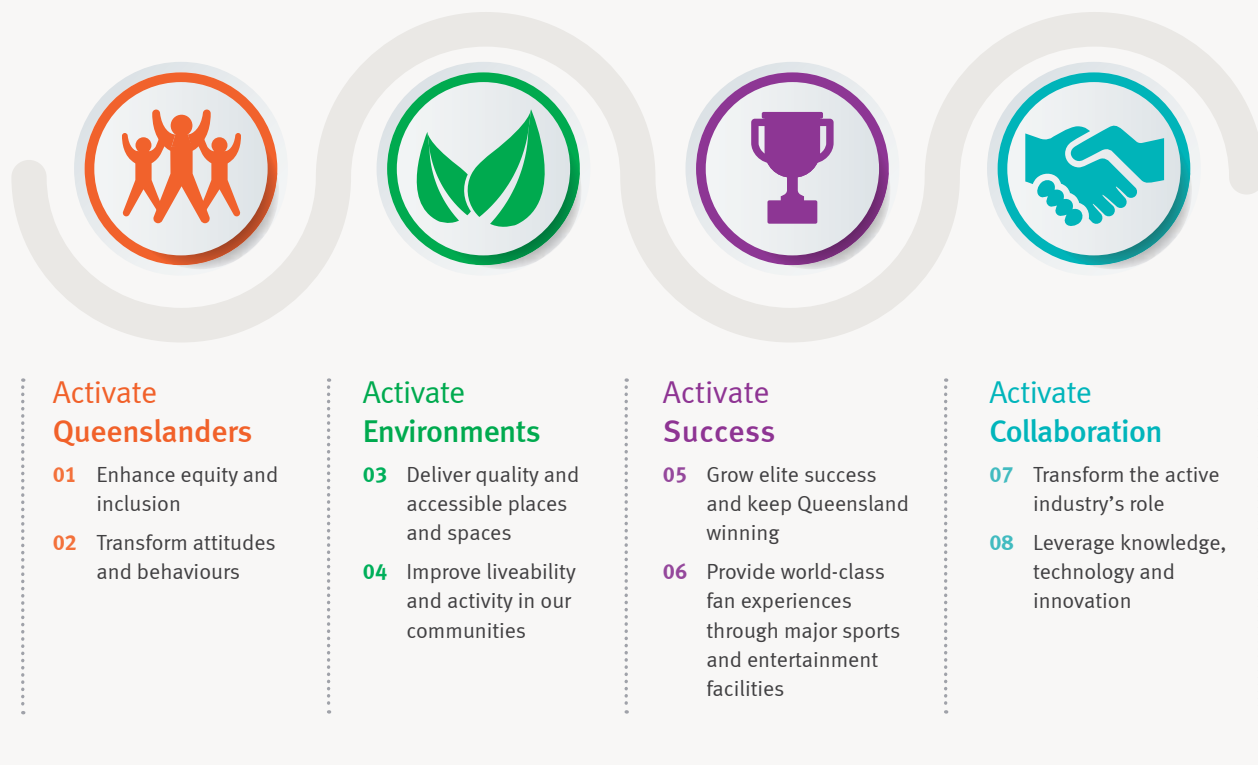 Activate
Queenslanders
01 Enhance equity and
inclusion
02 Transform attitudes
and behaviours
Activate
Environments
03 Deliver quality and
accessible places
and spaces
04 Improve liveability
and activity in our
communities
Activate
Success
05 Grow elite success
and keep Queensland
winning
06 Provide world-class
fan experiences
through major sports
and entertainment
facilities
Activate
Collaboration
07 Transform the active
industry’s role
08 Leverage knowledge,
technology and
innovation